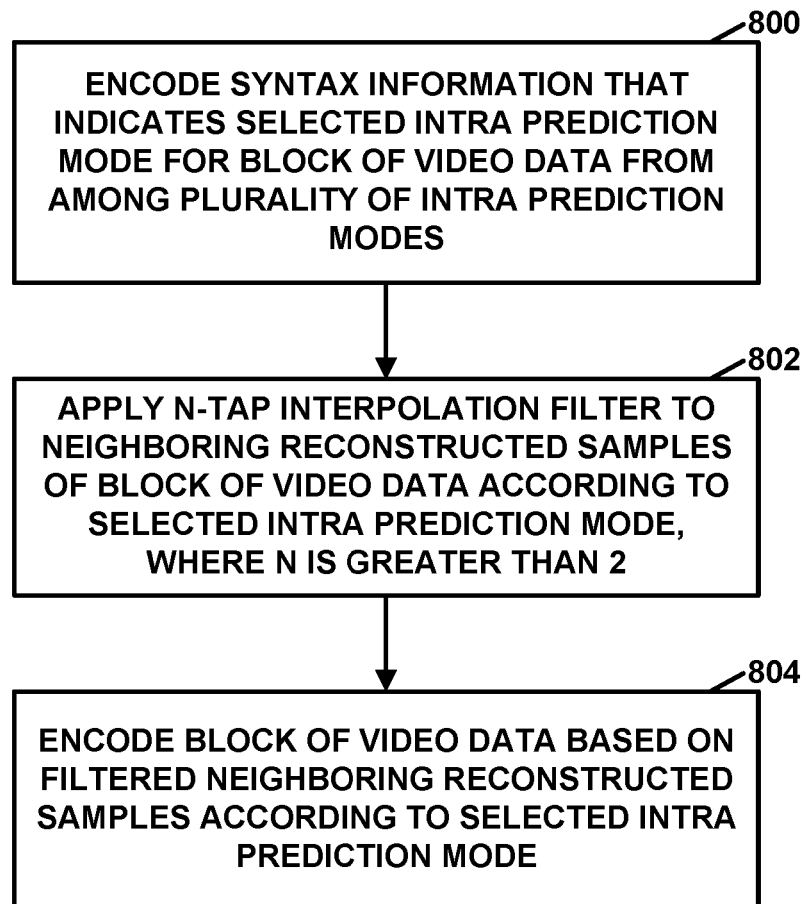 800
ENCODE SYNTAX INFORMATION THAT
INDICATES SELECTED INTRA PREDICTION
MODE FOR BLOCK OF VIDEO DATA FROM
AMONG PLURALITY OF INTRA PREDICTION
MODES
802
APPLY N-TAP INTERPOLATION FILTER TO
NEIGHBORING RECONSTRUCTED SAMPLES
OF BLOCK OF VIDEO DATA ACCORDING TO
SELECTED INTRA PREDICTION MODE,
WHERE N IS GREATER THAN 2
804
ENCODE BLOCK OF VIDEO DATA BASED ON
FILTERED NEIGHBORING RECONSTRUCTED
SAMPLES ACCORDING TO SELECTED INTRA
PREDICTION MODE